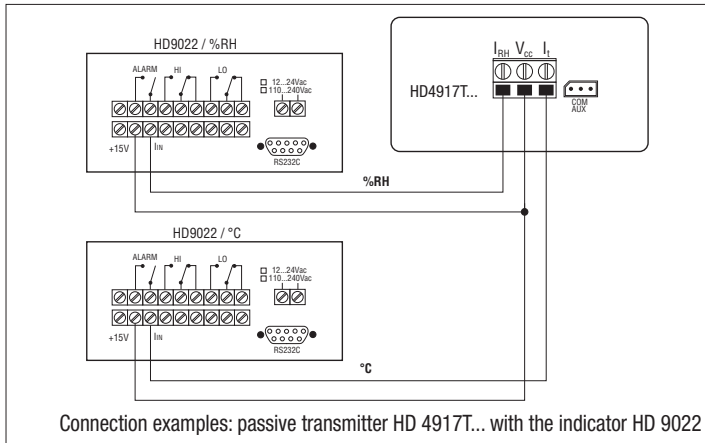 HD9022 / %RH
ALARM HI LO
12...24Vac
110...240Vac
+15V IIN
RS232C
IRH Vcc It
HD4917T...
COM
AUX
%RH
HD9022 / °C
ALARM HI LO
12...24Vac
110...240Vac
+15V IIN
RS232C
°C
Connection examples: passive transmitter HD 4917T... with the indicator HD 9022